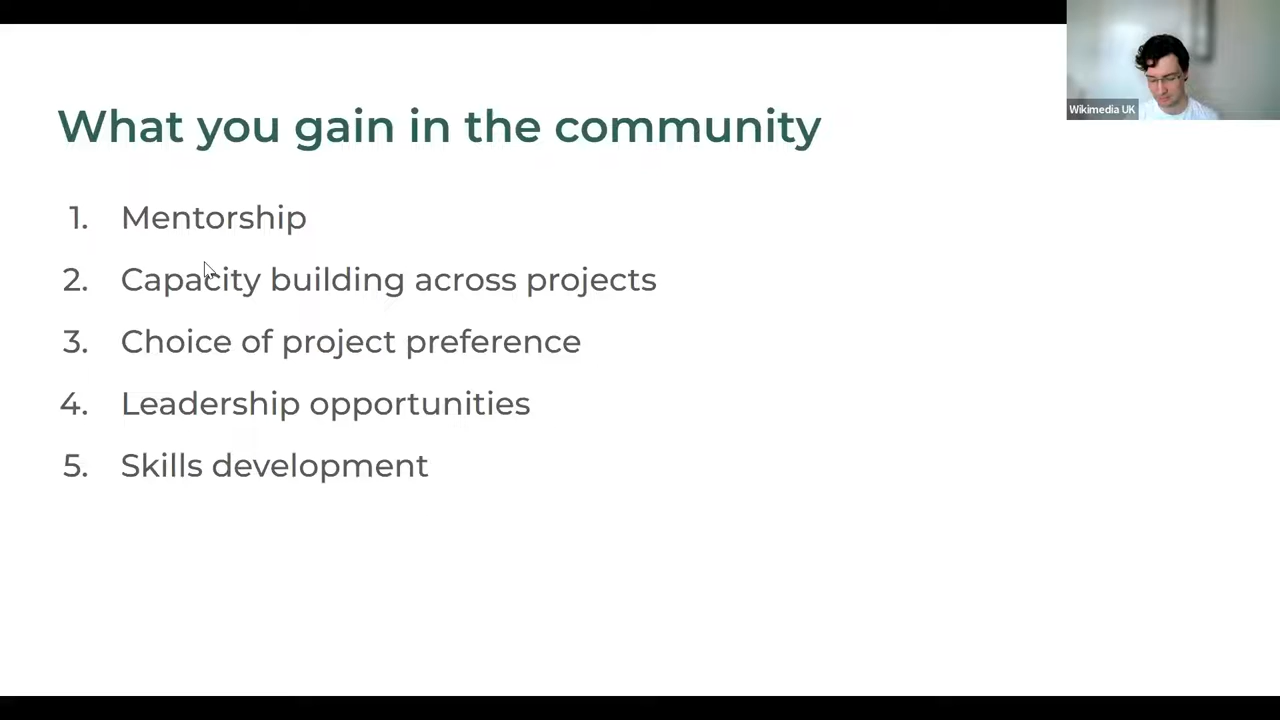 What you gain in the community
Wikimedia UK
1. Mentorship
2. Capacity building across projects
3. Choice of project preference
4. Leadership opportunities
5. Skills development